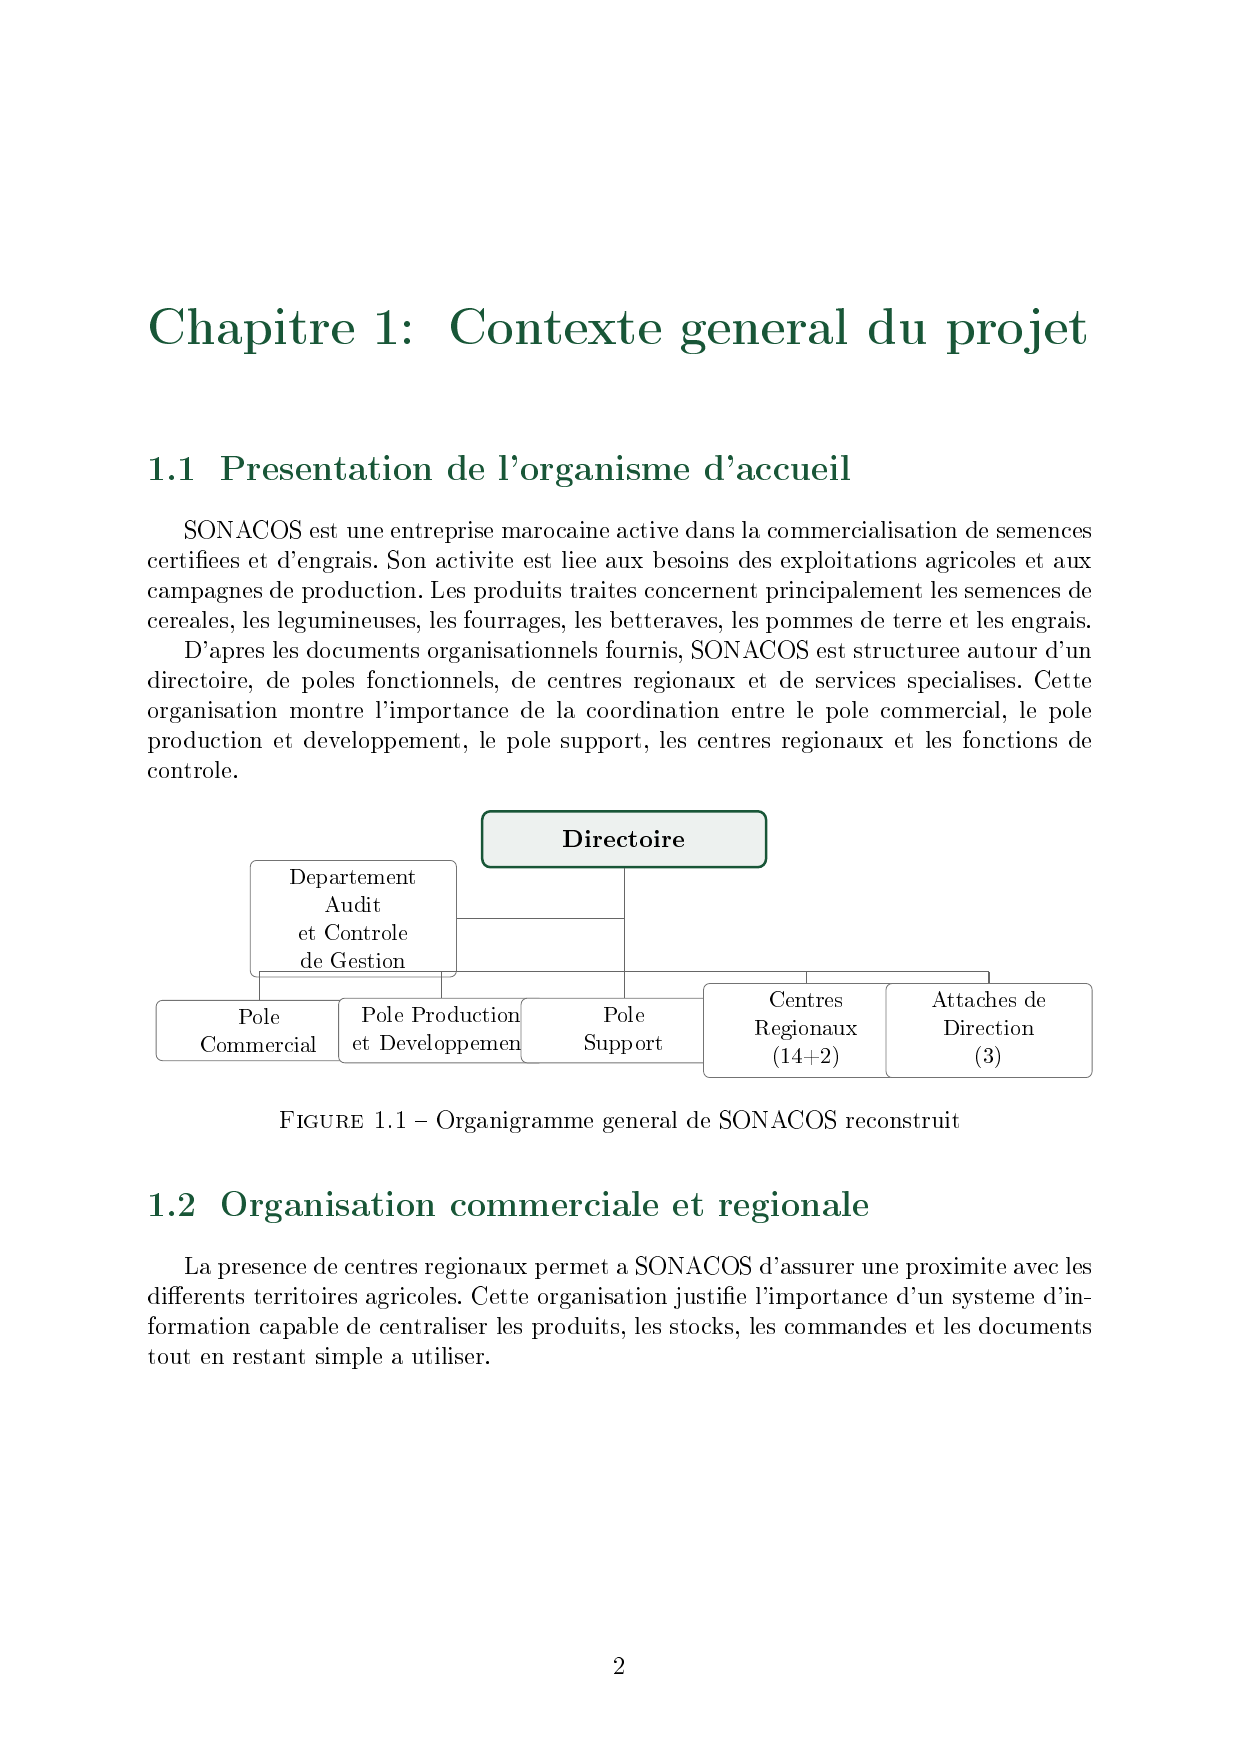 Chapitre 1: Contexte general du projet
1.1 Presentation de l'organisme d'accueil
SONACOS est une entreprise marocaine active dans la commercialisation de semences
certifiees et d'engrais. Son activite est liee aux besoins des exploitations agricoles et aux
campagnes de production. Les produits traites concernent principalement les semences de
cereales, les legumineuses, les fourrages, les betteraves, les pommes de terre et les engrais.
D'apres les documents organisationnels fournis, SONACOS est structuree autour d'un
directoire, de poles fonctionnels, de centres regionaux et de services specialises. Cette
organisation montre l'importance de la coordination entre le pole commercial, le pole
production et developpement, le pole support, les centres regionaux et les fonctions de
controle.
Directoire
Departement
Audit
et Controle
de Gestion
Pole
Commercial
Pole Production
et Developpemen
Pole
Support
Centres
Regionaux
(14+2)
Attaches de
Direction
(3)
Figure 1.1 – Organigramme general de SONACOS reconstruit
1.2 Organisation commerciale et regionale
La presence de centres regionaux permet a SONACOS d'assurer une proximite avec les
differents territoires agricoles. Cette organisation justifie l'importance d'un systeme d'in-
formation capable de centraliser les produits, les stocks, les commandes et les documents
tout en restant simple a utiliser.
2